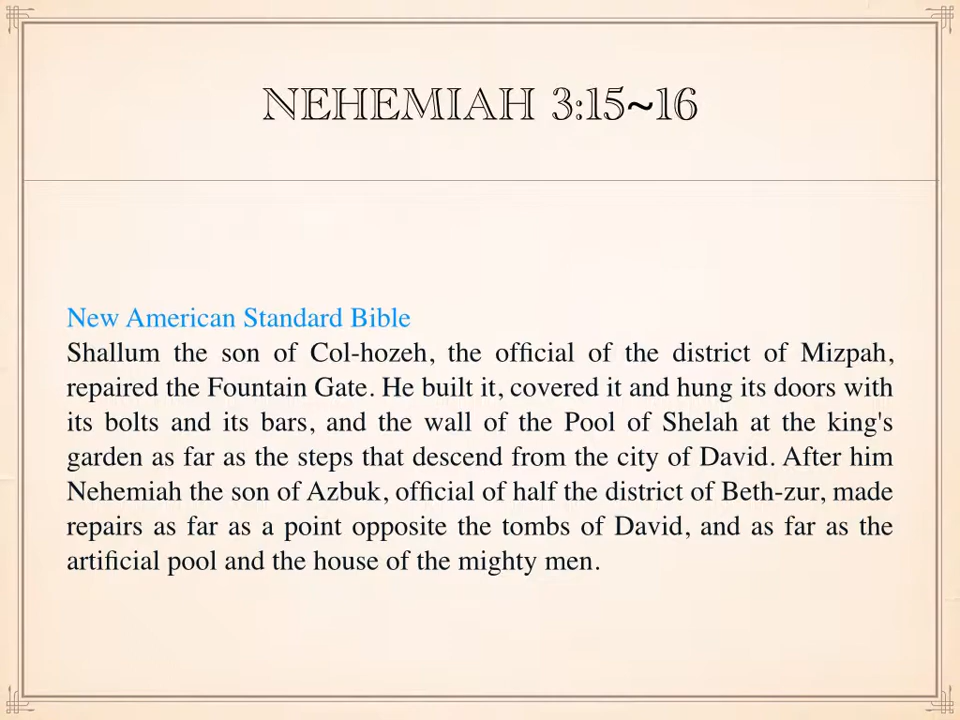 NEHEMIAH 3:15~16
New American Standard Bible
Shallum the son of Col-hozeh, the official of the district of Mizpah,
repaired the Fountain Gate. He built it, covered it and hung its doors with
its bolts and its bars, and the wall of the Pool of Shelah at the king's
garden as far as the steps that descend from the city of David. After him
Nehemiah the son of Azbuk, official of half the district of Beth-zur, made
repairs as far as a point opposite the tombs of David, and as far as the
artificial pool and the house of the mighty men.